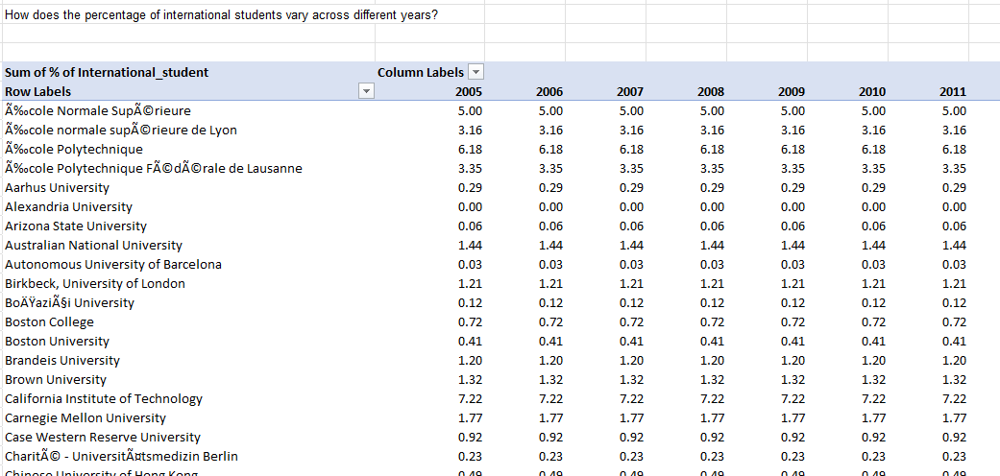 How does the percentage of international students vary across different years?
Sum of % of International_student Column Labels
Row Labels 2005 2006 2007 2008 2009 2010 2011
Ã‰cole Normale SupÃ©rieure 5.00 5.00 5.00 5.00 5.00 5.00 5.00
Ã‰cole normale supÃ©rieure de Lyon 3.16 3.16 3.16 3.16 3.16 3.16 3.16
Ã‰cole Polytechnique 6.18 6.18 6.18 6.18 6.18 6.18 6.18
Ã‰cole Polytechnique FÃ©dÃ©rale de Lausanne 3.35 3.35 3.35 3.35 3.35 3.35 3.35
Aarhus University 0.29 0.29 0.29 0.29 0.29 0.29 0.29
Alexandria University 0.00 0.00 0.00 0.00 0.00 0.00 0.00
Arizona State University 0.06 0.06 0.06 0.06 0.06 0.06 0.06
Australian National University 1.44 1.44 1.44 1.44 1.44 1.44 1.44
Autonomous University of Barcelona 0.03 0.03 0.03 0.03 0.03 0.03 0.03
Birkbeck, University of London 1.21 1.21 1.21 1.21 1.21 1.21 1.21
BoÄŸaziÃ§i University 0.12 0.12 0.12 0.12 0.12 0.12 0.12
Boston College 0.72 0.72 0.72 0.72 0.72 0.72 0.72
Boston University 0.41 0.41 0.41 0.41 0.41 0.41 0.41
Brandeis University 1.20 1.20 1.20 1.20 1.20 1.20 1.20
Brown University 1.32 1.32 1.32 1.32 1.32 1.32 1.32
California Institute of Technology 7.22 7.22 7.22 7.22 7.22 7.22 7.22
Carnegie Mellon University 1.77 1.77 1.77 1.77 1.77 1.77 1.77
Case Western Reserve University 0.92 0.92 0.92 0.92 0.92 0.92 0.92
CharitÃ© - UniversitÃ¤tsmedizin Berlin 0.23 0.23 0.23 0.23 0.23 0.23 0.23
Chinese University of Hong Kong 0.49 0.49 0.49 0.49 0.49 0.49 0.49